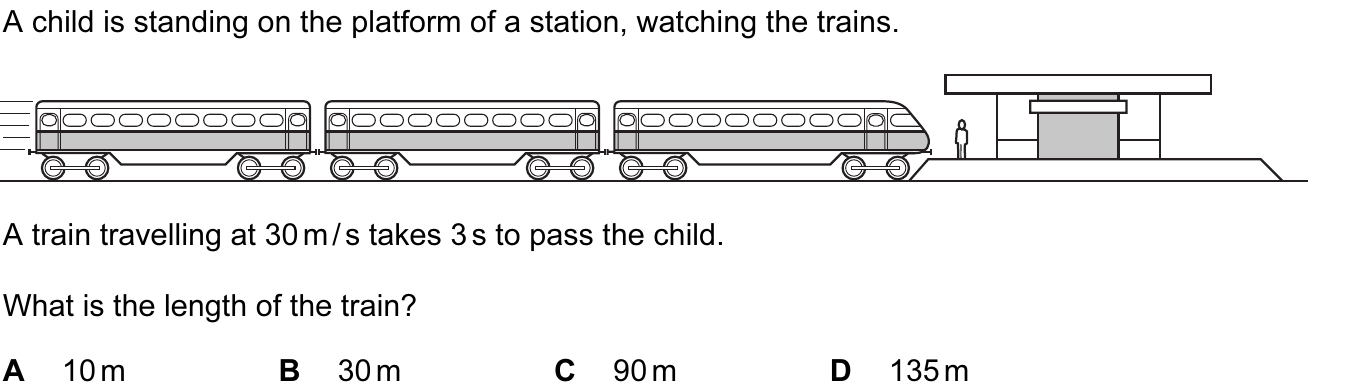 A child is standing on the platform of a station, watching the trains.
A train travelling at 30 m / s takes 3 s to pass the child.
What is the length of the train?
A 10 m B 30 m C 90 m D 135 m